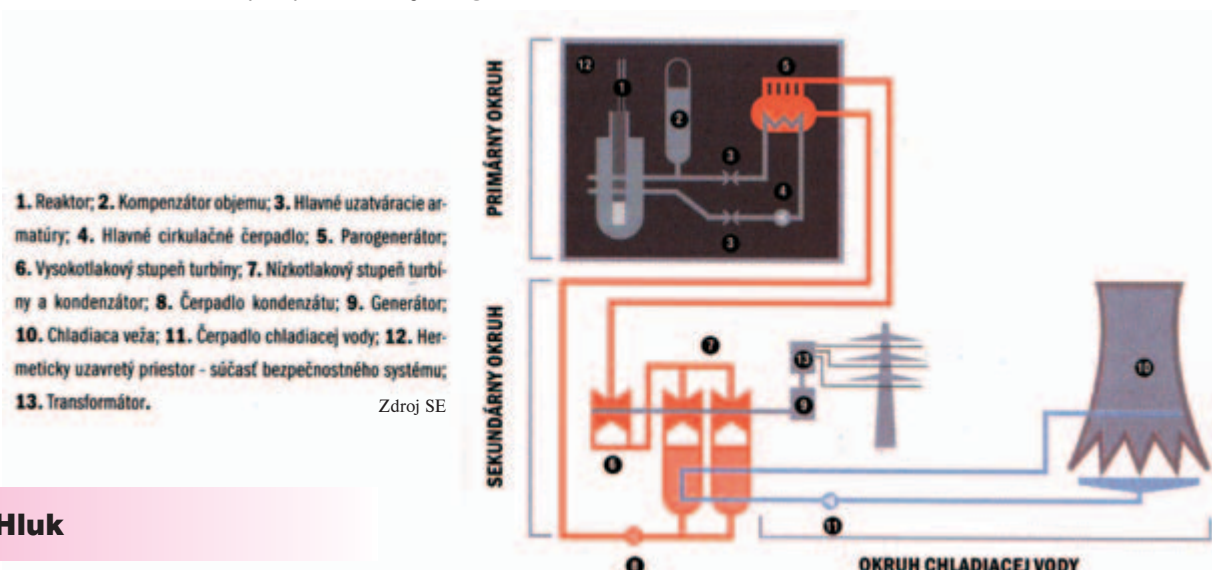 1. Reaktor; 2. Kompenzátor objemu; 3. Hlavné uzatváracie ar-
matúry; 4. Hlavné cirkulačné čerpadlo; 5. Parogenerátor;
6. Vysokotlakový stupeň turbíny; 7. Nízkotlakový stupeň turbí-
ny a kondenzátor; 8. Čerpadlo kondenzátu; 9. Generátor;
10. Chladiaca veža; 11. Čerpadlo chladiacej vody; 12. Her-
meticky uzavretý priestor - súčasť bezpečnostného systému;
13. Transformátor.
Zdroj SE
Hluk
PRIMÁRNY OKRUH
12
1
2
3
5
4
3
SEKUNDÁRNY OKRUH
7
13
9
6
10
11
8
OKRUH CHLADIACEJ VODY